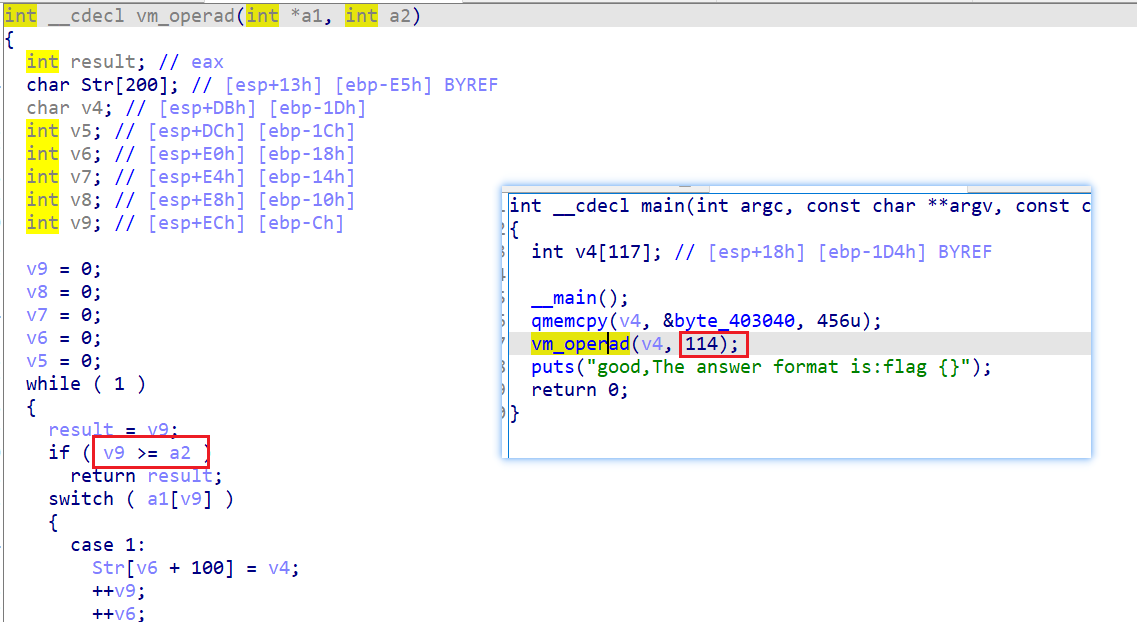 int __cdecl vm_operad(int *a1, int a2)
{
int result; // eax
char Str[200]; // [esp+13h] [ebp-E5h] BYREF
char v4; // [esp+DBh] [ebp-1Dh]
int v5; // [esp+DCh] [ebp-1Ch]
int v6; // [esp+E0h] [ebp-18h]
int v7; // [esp+E4h] [ebp-14h]
int v8; // [esp+E8h] [ebp-10h]
int v9; // [esp+ECh] [ebp-Ch]
v9 = 0;
v8 = 0;
v7 = 0;
v6 = 0;
v5 = 0;
while ( 1 )
{
result = v9;
if ( v9 >= a2 )
return result;
switch ( a1[v9] )
{
case 1:
Str[v6 + 100] = v4;
++v9;
++v6;
int __cdecl main(int argc, const char **argv, const c
{
int v4[117]; // [esp+18h] [ebp-1D4h] BYREF
__main();
qmemcpy(v4, &byte_403040, 456u);
vm_operad(v4, 114);
puts("good,The answer format is:flag {}");
return 0;
}